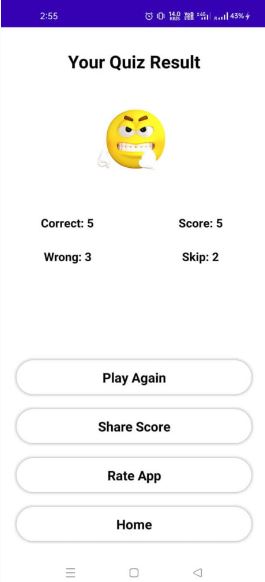 2:55 14.0 KB/S 43%
Your Quiz Result
Correct: 5 Score: 5
Wrong: 3 Skip: 2
Play Again
Share Score
Rate App
Home